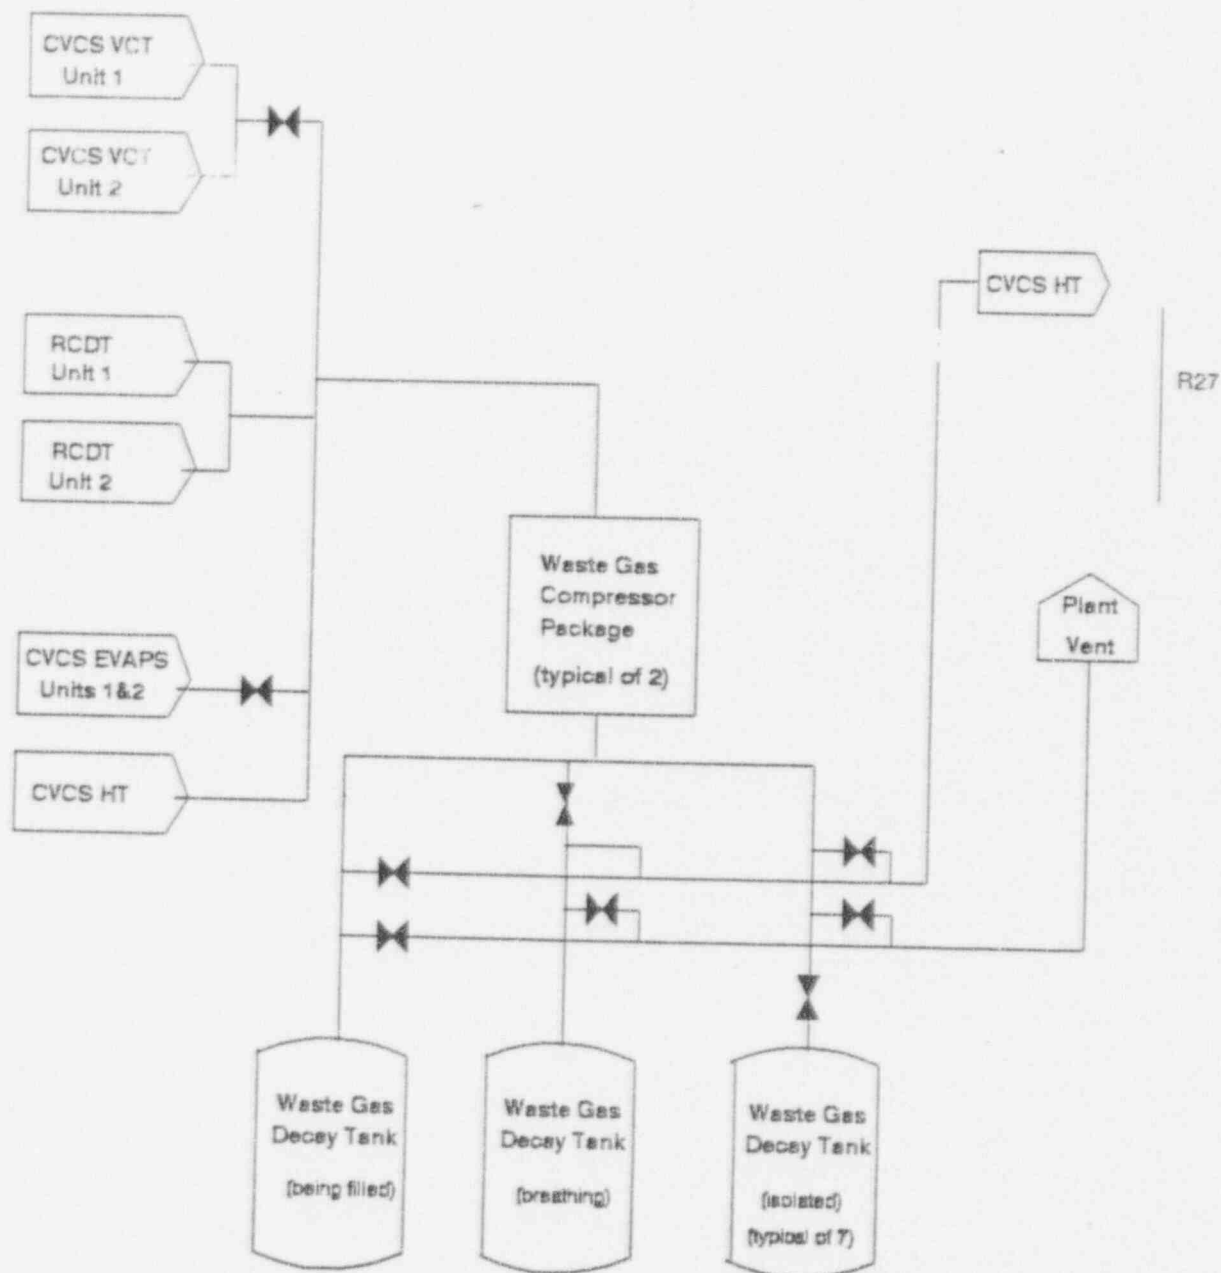 CVCS VCT
Unit 1
CVCS VCT
Unit 2
RCDT
Unit 1
RCDT
Unit 2
CVCS EVAPS
Units 1&2
CVCS HT
Waste Gas
Compressor
Package
(typical of 2)
CVCS HT
R27
Plant
Vent
Waste Gas
Decay Tank
(being filled)
Waste Gas
Decay Tank
(breathing)
Waste Gas
Decay Tank
(isolated)
(typical of 7)